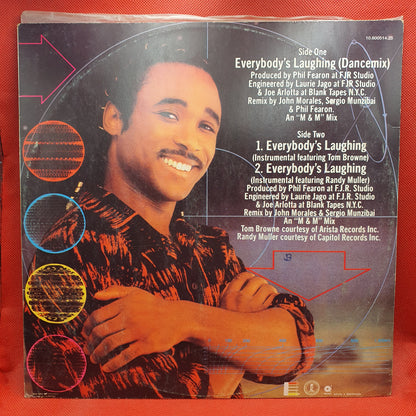 10.600514.20
Side One
Everybody's Laughing (Dancemix)
Produced by Phil Fearon at FJR Studio
Engineered by Laurie Jago at FJR Studio
& Joe Arlotta at Blank Tapes N.Y.C.
Remix by John Morales, Sergio Munzibai
& Phil Fearon.
An "M & M" Mix
Side Two
1. Everybody's Laughing
(Instrumental featuring Tom Browne)
2. Everybody's Laughing
(Instrumental featuring Randy Muller)
Produced by Phil Fearon at F.J.R. Studio
Engineered by Laurie Jago at F.J.R. Studio
& Joe Arlotta at Blank Tapes N.Y.C.
Remix by John Morales & Sergio Munzibai
An "M & M" Mix
Tom Browne courtesy of Arista Records Inc.
Randy Muller courtesy of Capitol Records Inc.